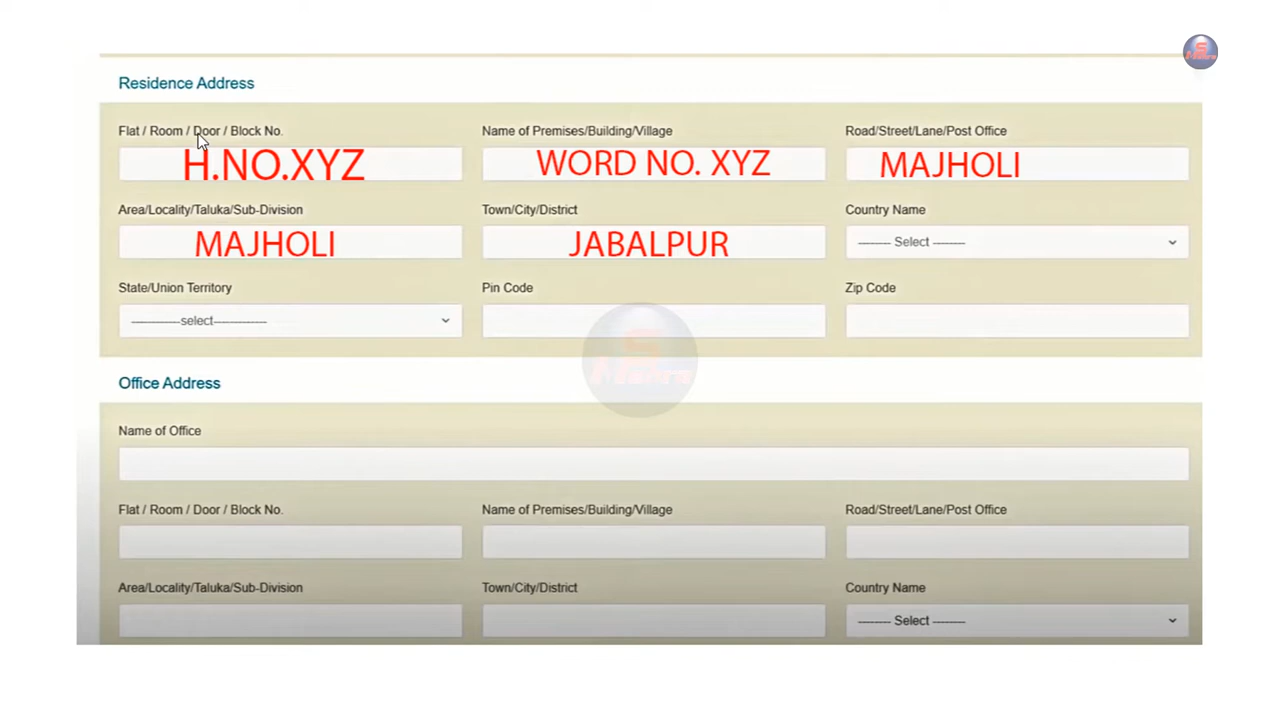 S
Mantra
Residence Address
Flat / Room / Door / Block No.
Name of Premises/Building/Village
Road/Street/Lane/Post Office
H.NO.XYZ
WORD NO. XYZ
MAJHOLI
Area/Locality/Taluka/Sub-Division
Town/City/District
Country Name
MAJHOLI
JABALPUR
-------- Select --------
State/Union Territory
Pin Code
Zip Code
------------select-------------
S
Office Address
Name of Office
Flat / Room / Door / Block No.
Name of Premises/Building/Village
Road/Street/Lane/Post Office
Area/Locality/Taluka/Sub-Division
Town/City/District
Country Name
-------- Select --------